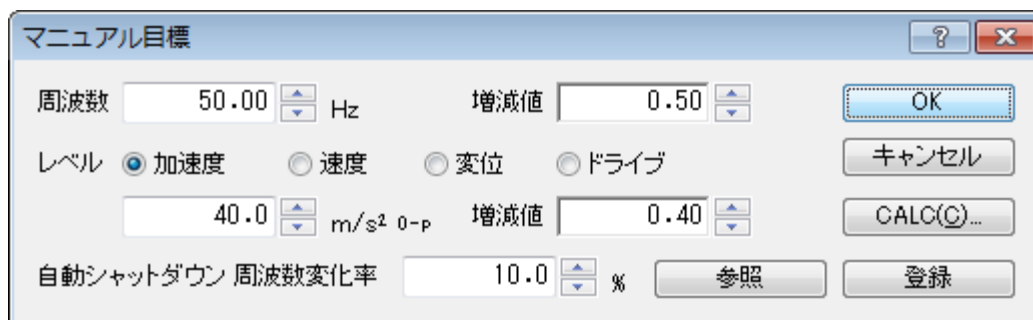 マニュアル目標
周波数 50.00 Hz 増減値 0.50 OK
レベル 加速度 速度 変位 ドライブ キャンセル
40.0 m/s² 0-p 増減値 0.40 CALC(C)...
自動シャットダウン 周波数変化率 10.0 % 参照 登録